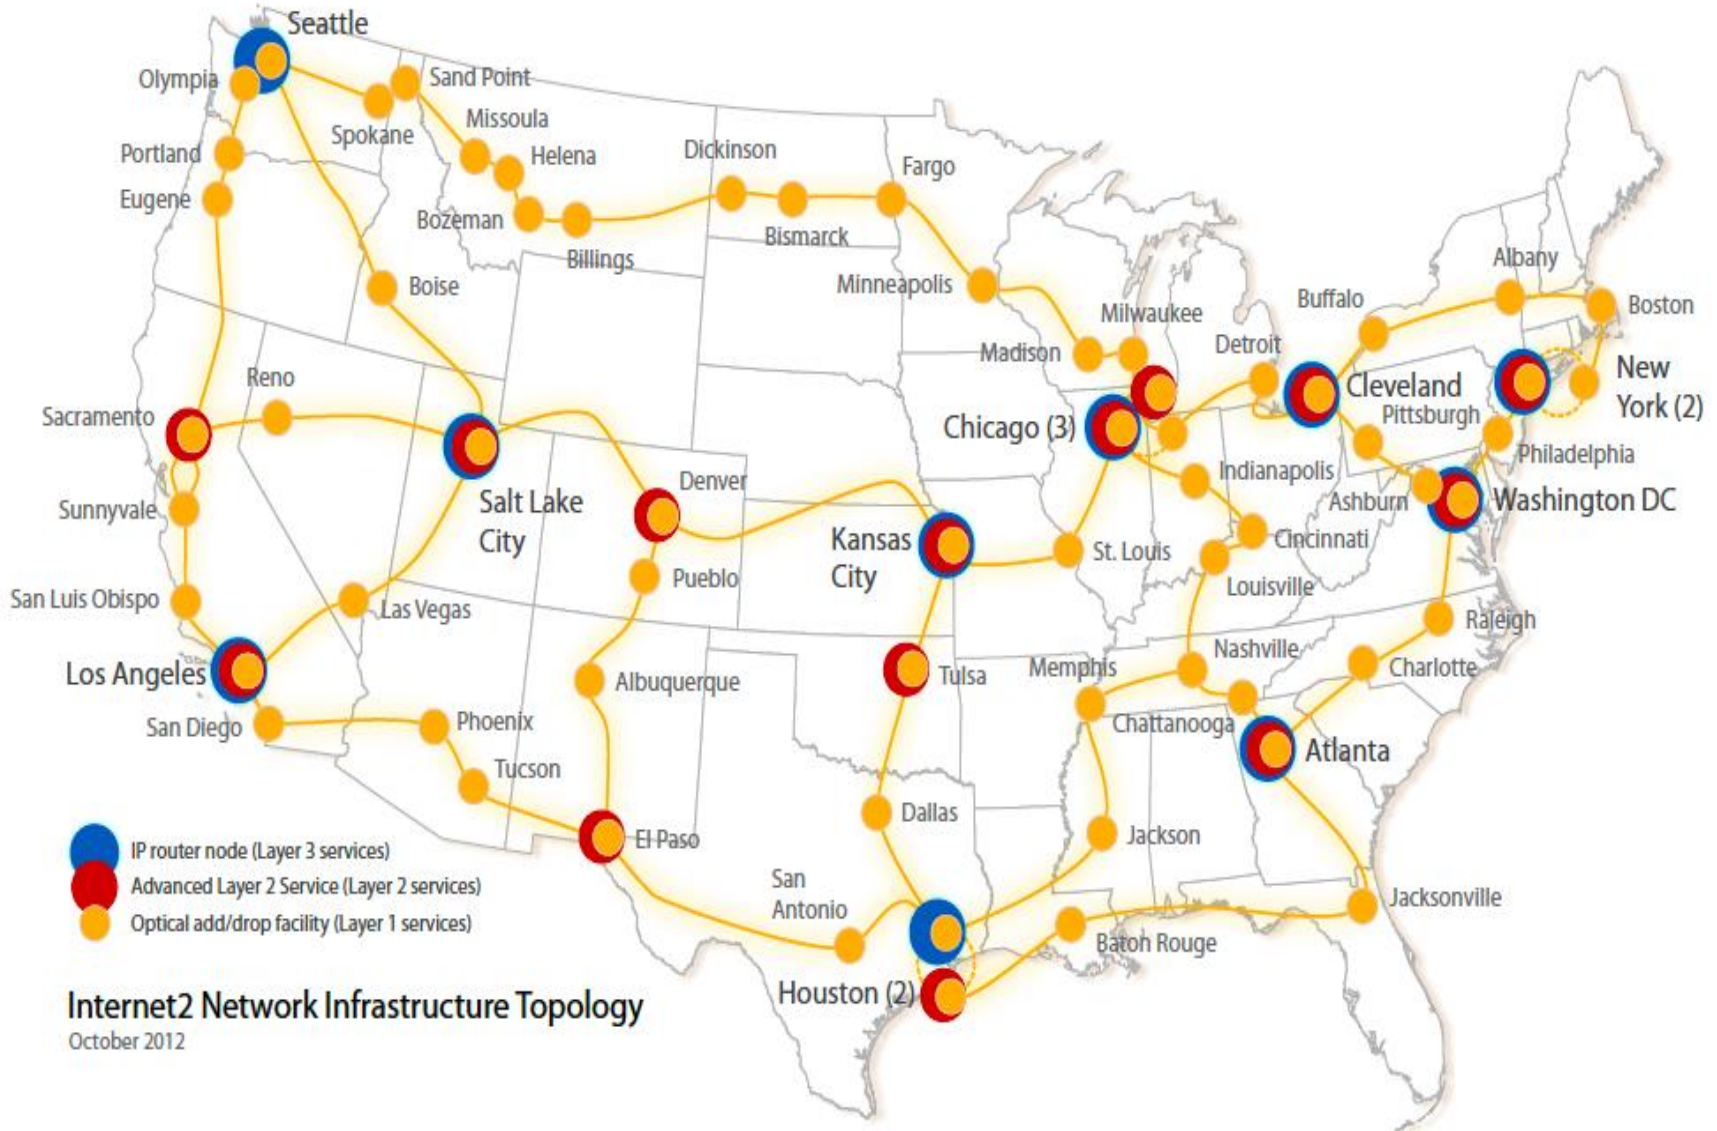 Seattle
Olympia
Sand Point
Spokane
Missoula
Portland
Helena
Dickinson
Fargo
Eugene
Bozeman
Bismarck
Billings
Albany
Boise
Minneapolis
Buffalo
Boston
Milwaukee
Madison
Detroit
Reno
Cleveland
New
York (2)
Sacramento
Pittsburgh
Chicago (3)
Philadelphia
Indianapolis
Denver
Ashburn
Washington DC
Salt Lake
City
Sunnyvale
Kansas
City
Cincinnati
St. Louis
Pueblo
Louisville
San Luis Obispo
Las Vegas
Raleigh
Nashville
Los Angeles
Albuquerque
Tulsa
Memphis
Charlotte
San Diego
Phoenix
Chattanooga
Atlanta
Tucson
Dallas
El Paso
Jackson
IP router node (Layer 3 services)
Advanced Layer 2 Service (Layer 2 services)
Optical add/drop facility (Layer 1 services)
San
Antonio
Jacksonville
Baton Rouge
Houston (2)
Internet2 Network Infrastructure Topology
October 2012